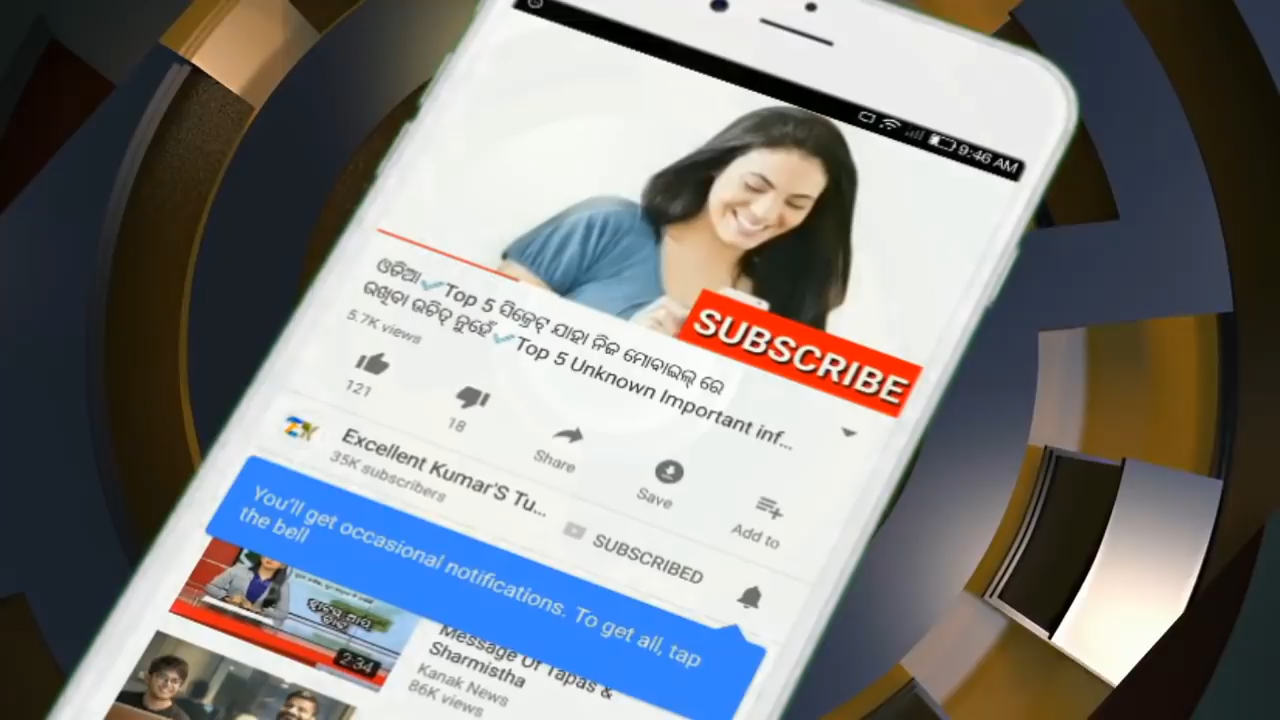 9:46 AM
SUBSCRIBE
ଓଡିଆ✅Top 5 ସିକ୍ରେଟ୍ ଯାହା ନିଜ ମୋବାଇଲ୍ ରେ
ରଖିବା ଉଚିତ୍ ନୁହେଁ✅Top 5 Unknown Important inf...
5.7K views
121
18
Share
Save
Add to
Excellent Kumar'S Tu...
35K subscribers
SUBSCRIBED
You'll get occasional notifications. To get all, tap
the bell
2:34
Message Of Tapas &
Sharmistha
Kanak News
86K views